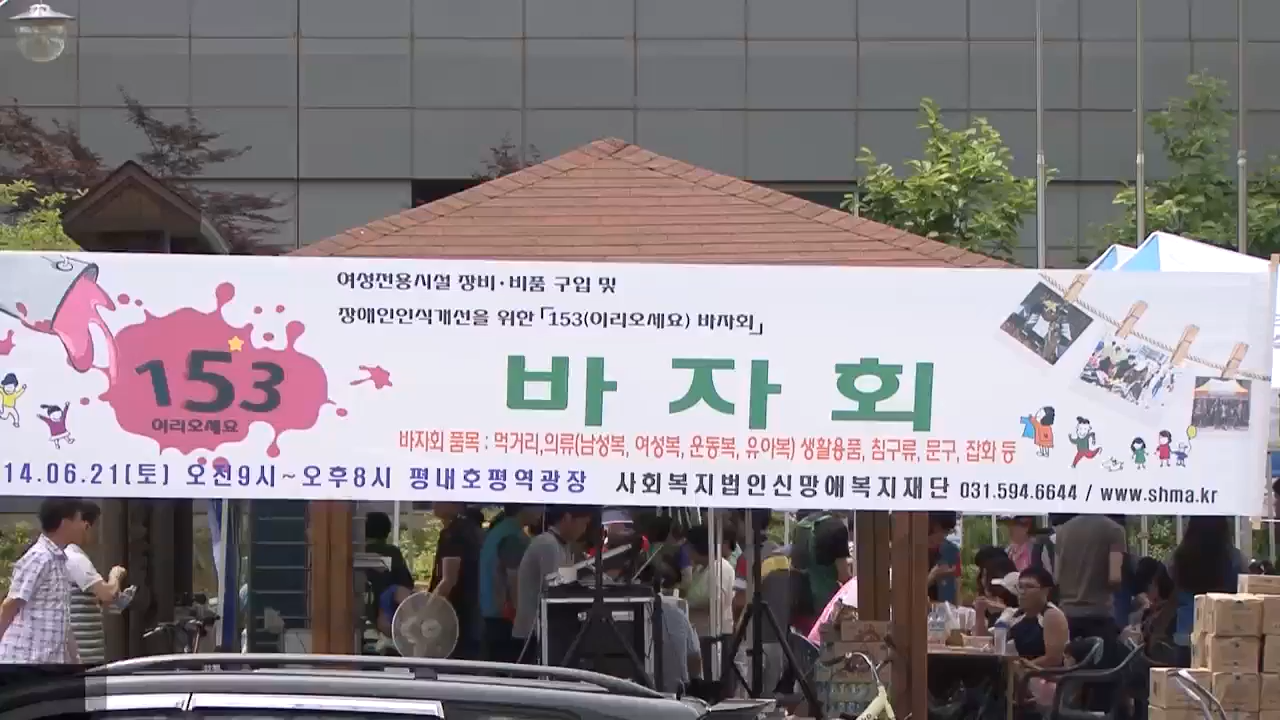 여성전용시설 장비·비품 구입 및
장애인인식개선을 위한 「153(이리오세요) 바자회」
153
이리오세요
바자회
바자회 품목 : 먹거리,의류(남성복, 여성복, 운동복, 유아복) 생활용품, 침구류, 문구, 잡화 등
14.06.21(토) 오전9시~오후8시 평내호평역광장 사회복지법인신망애복지재단 031.594.6644 / www.shma.kr